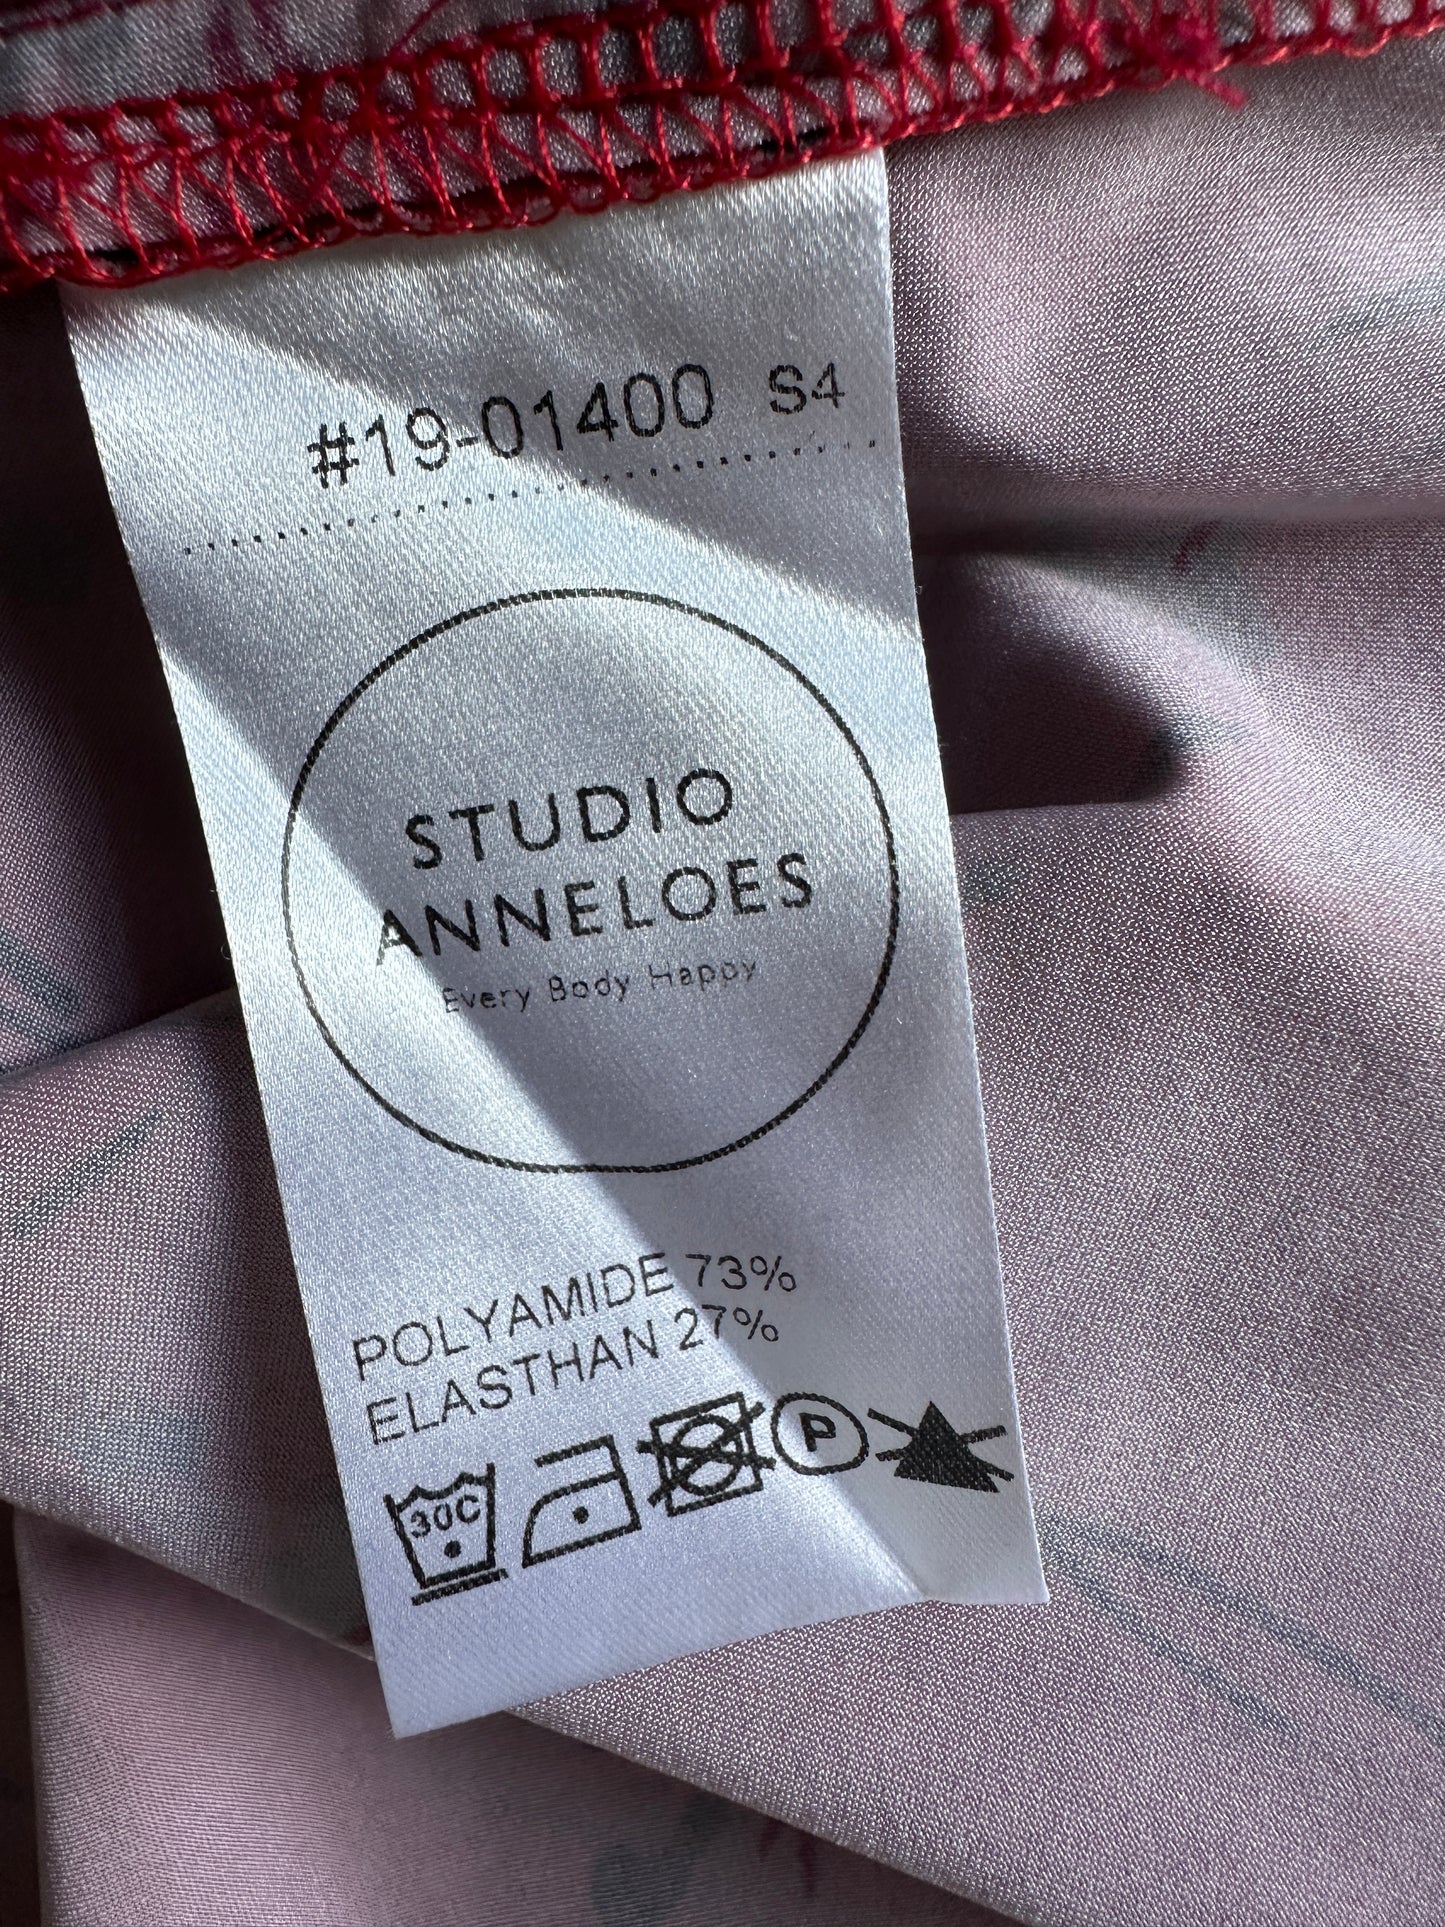 #19-01400 S4
STUDIO
ANNELOES
Every Body Happy
POLYAMIDE 73%
ELASTHAN 27%
30C P